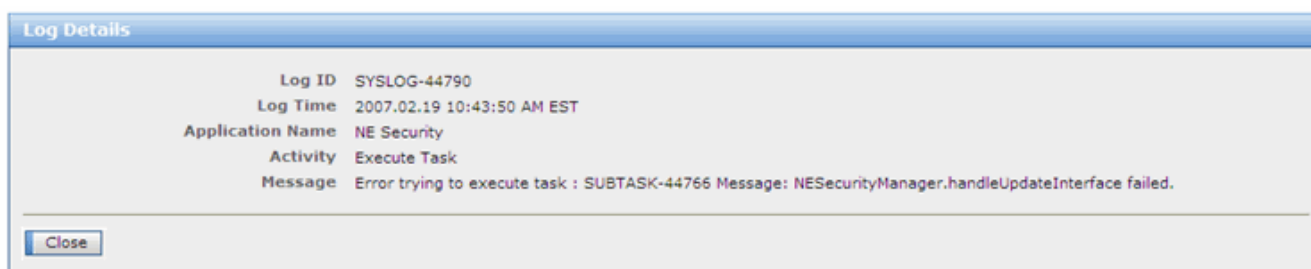 Log Details
Log ID SYSLOG-44790
Log Time 2007.02.19 10:43:50 AM EST
Application Name NE Security
Activity Execute Task
Message Error trying to execute task : SUBTASK-44766 Message: NESecurityManager.handleUpdateInterface failed.
Close